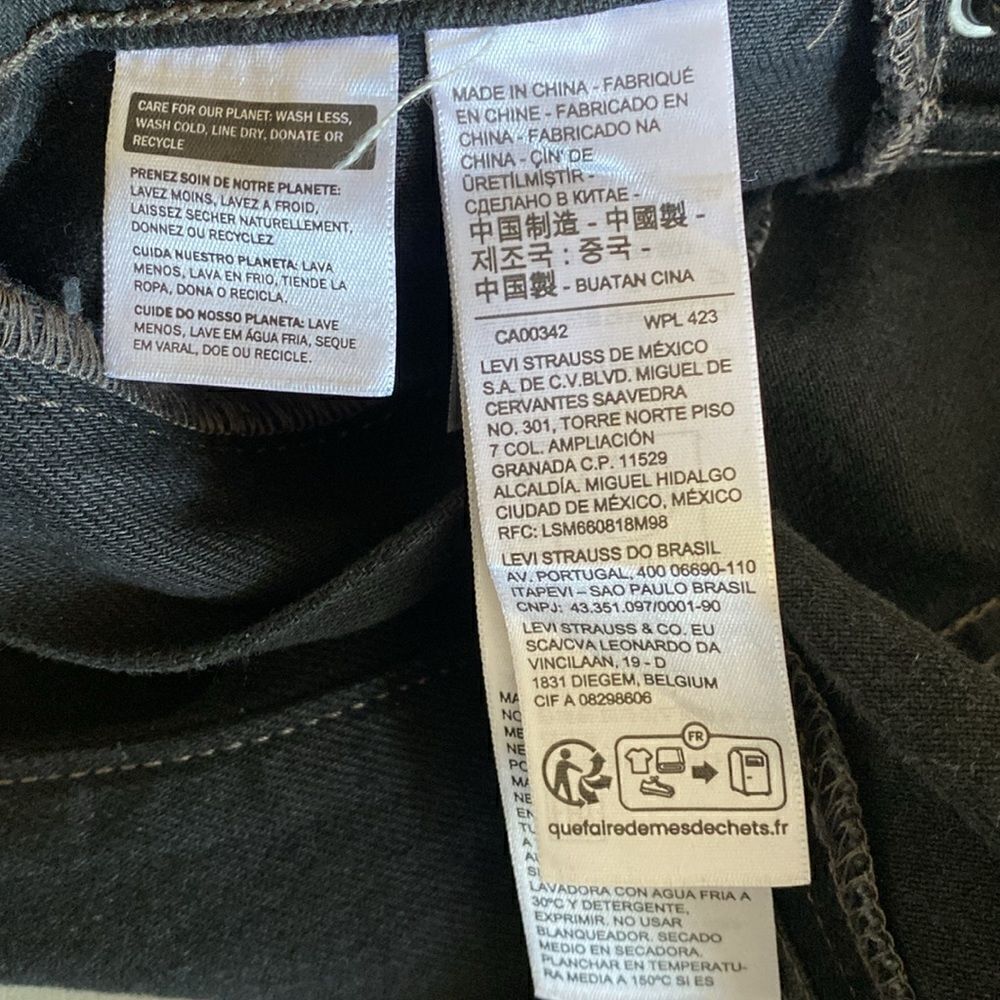 CARE FOR OUR PLANET: WASH LESS,
WASH COLD, LINE DRY, DONATE OR
RECYCLE
PRENEZ SOIN DE NOTRE PLANETE:
LAVEZ MOINS, LAVEZ A FROID,
LAISSEZ SECHER NATURELLEMENT,
DONNEZ OU RECYCLEZ
CUIDA NUESTRO PLANETA: LAVA
MENOS, LAVA EN FRIO, TIENDE LA
ROPA, DONA O RECICLA.
CUIDE DO NOSSO PLANETA: LAVE
MENOS, LAVE EM ÁGUA FRIA, SEQUE
EM VARAL, DOE OU RECICLE.
MADE IN CHINA - FABRIQUÉ
EN CHINE - FABRICADO EN
CHINA - FABRICADO NA
CHINA - ÇIN' DE
ÜRETİLMİŞTİR -
СДЕЛАНО В КИТАЕ -
中国制造 - 中國製 -
제조국 : 중국 -
中国製 - BUATAN CINA
CA00342 WPL 423
LEVI STRAUSS DE MÉXICO
S.A. DE C.V.BLVD. MIGUEL DE
CERVANTES SAAVEDRA
NO. 301, TORRE NORTE PISO
7 COL. AMPLIACIÓN
GRANADA C.P. 11529
ALCALDÍA. MIGUEL HIDALGO
CIUDAD DE MÉXICO, MÉXICO
RFC: LSM660818M98
LEVI STRAUSS DO BRASIL
AV. PORTUGAL, 400 06690-110
ITAPEVI – SAO PAULO BRASIL
CNPJ: 43.351.097/0001-90
LEVI STRAUSS & CO. EU
SCA/CVA LEONARDO DA
VINCILAAN, 19 - D
1831 DIEGEM, BELGIUM
CIF A 08298606
FR
quefairedemesdechets.fr
LAVADORA CON AGUA FRIA A
30ºC Y DETERGENTE,
EXPRIMIR. NO USAR
BLANQUEADOR. SECADO
MEDIO EN SECADORA.
PLANCHAR EN TEMPERATU-
RA MEDIA A 150ºC SI ES